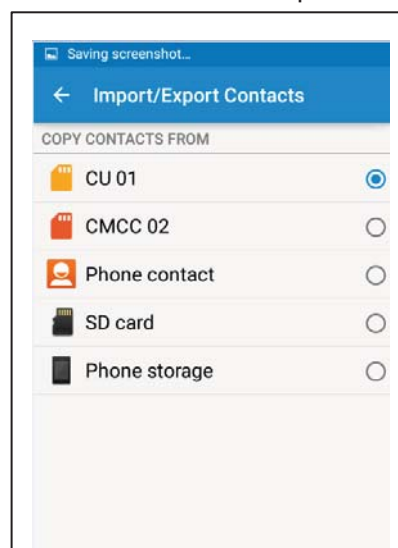 Saving screenshot...
Import/Export Contacts
COPY CONTACTS FROM
CU 01
CMCC 02
Phone contact
SD card
Phone storage